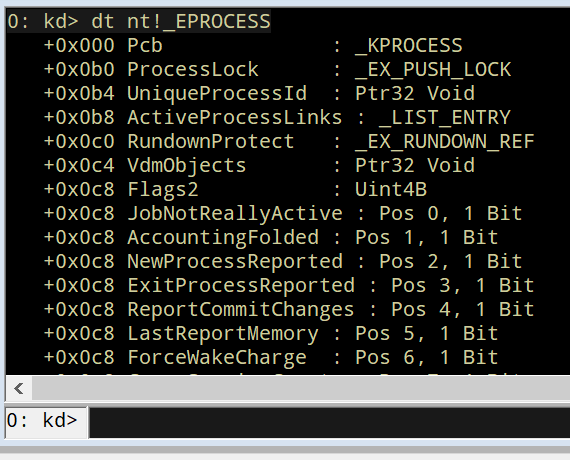 0: kd> dt nt!_EPROCESS
+0x000 Pcb : _KPROCESS
+0x0b0 ProcessLock : _EX_PUSH_LOCK
+0x0b4 UniqueProcessId : Ptr32 Void
+0x0b8 ActiveProcessLinks : _LIST_ENTRY
+0x0c0 RundownProtect : _EX_RUNDOWN_REF
+0x0c4 VdmObjects : Ptr32 Void
+0x0c8 Flags2 : Uint4B
+0x0c8 JobNotReallyActive : Pos 0, 1 Bit
+0x0c8 AccountingFolded : Pos 1, 1 Bit
+0x0c8 NewProcessReported : Pos 2, 1 Bit
+0x0c8 ExitProcessReported : Pos 3, 1 Bit
+0x0c8 ReportCommitChanges : Pos 4, 1 Bit
+0x0c8 LastReportMemory : Pos 5, 1 Bit
+0x0c8 ForceWakeCharge : Pos 6, 1 Bit
0: kd>